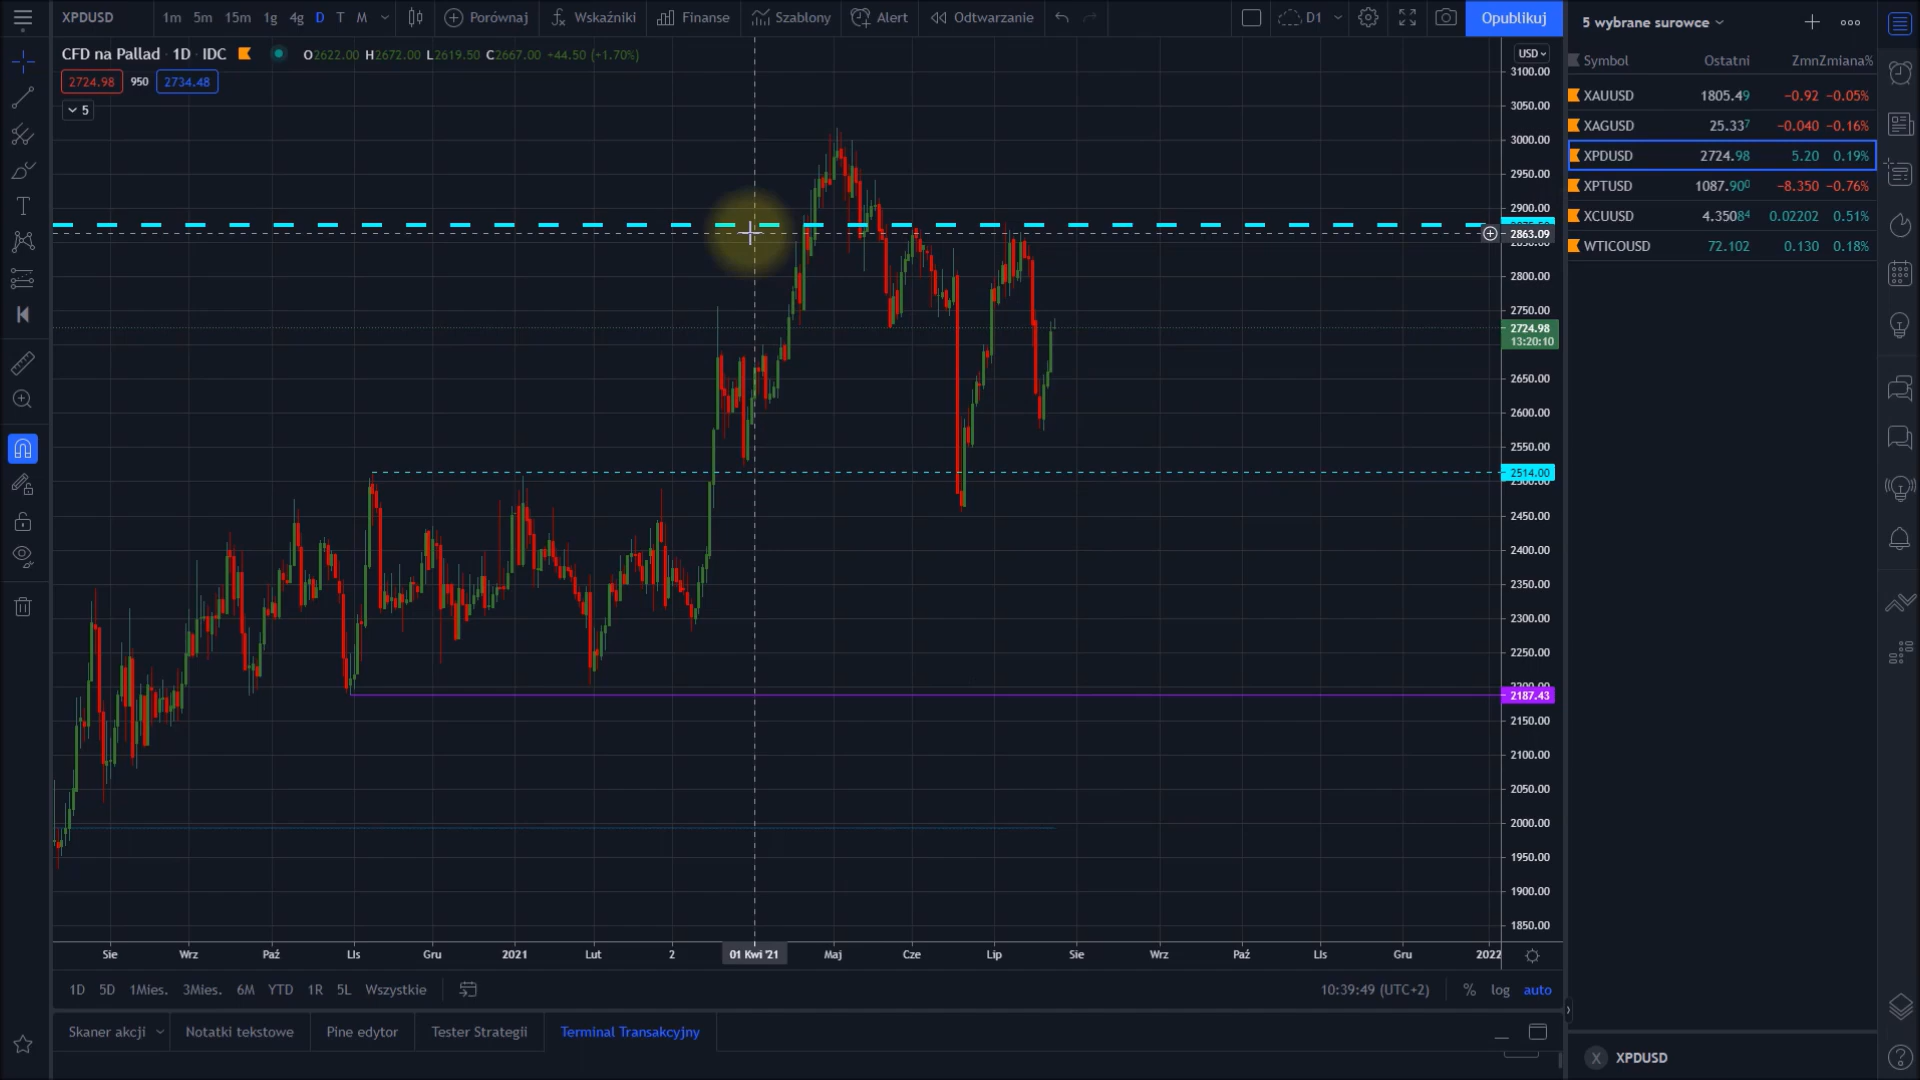 XPDUSD 1m 5m 15m 1g 4g D T M Porównaj Wskaźniki Finanse Szablony Alert Odtwarzanie D1 Opublikuj
CFD na Pallad · 1D · IDC O2622.00 H2672.00 L2619.50 C2667.00 +44.50 (+1.70%)
2724.98 950 2734.48
5
USD
3100.00
3050.00
3000.00
2950.00
2900.00
2863.09
2800.00
2750.00
2724.98
13:20:10
2650.00
2600.00
2550.00
2514.00
2500.00
2450.00
2400.00
2350.00
2300.00
2250.00
2200.00
2187.43
2150.00
2100.00
2050.00
2000.00
1950.00
1900.00
1850.00
Sie Wrz Paź Lis Gru 2021 Lut 2 01 Kwi '21 Maj Cze Lip Sie Wrz Paź Lis Gru 2022
1D 5D 1Mies. 3Mies. 6M YTD 1R 5L Wszystkie 10:39:49 (UTC+2) % log auto
Skaner akcji Notatki tekstowe Pine edytor Tester Strategii Terminal Transakcyjny
5 wybrane surowce
Symbol Ostatni Zmn Zmiana%
XAUUSD 1805.49 −0.92 −0.05%
XAGUSD 25.337 −0.040 −0.16%
XPDUSD 2724.98 5.20 0.19%
XPTUSD 1087.900 −8.350 −0.76%
XCUUSD 4.35084 0.02202 0.51%
WTICOUSD 72.102 0.130 0.18%
X XPDUSD